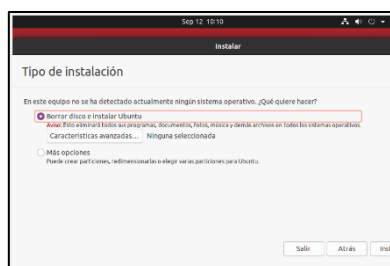 Sep 12 10:10
Instalar
Tipo de instalación
En este equipo no se ha detectado actualmente ningún sistema operativo. ¿Qué quiere hacer?
Borrar disco e instalar Ubuntu
Aviso: Esto eliminará todos sus programas, documentos, fotos, música y demás archivos en todos los sistemas operativos.
Características avanzadas... Ninguna seleccionada
Más opciones
Puede crear particiones, redimensionarlas o elegir varias particiones para Ubuntu.
Salir Atrás Inst